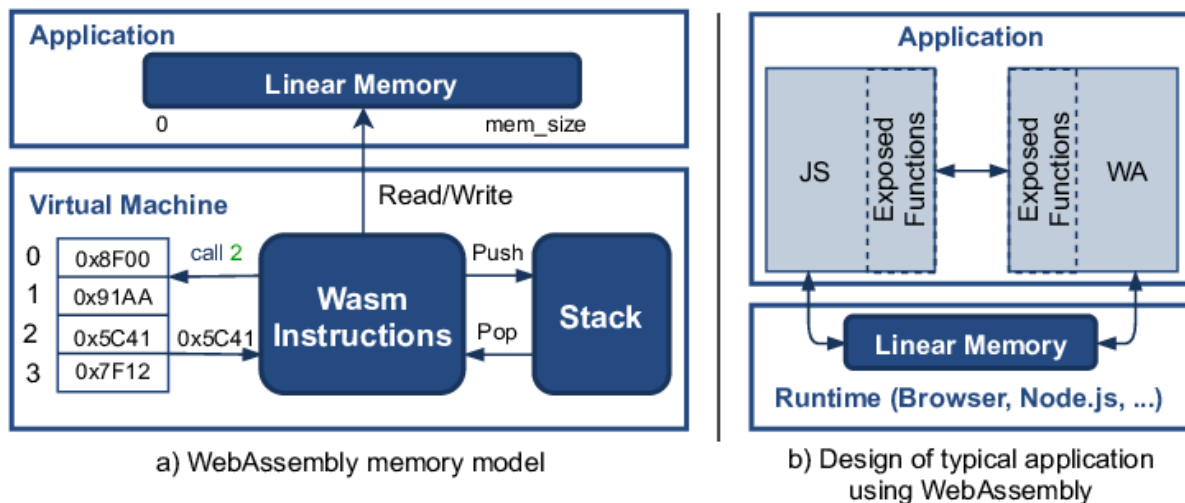 Application
Linear Memory
0
mem_size
Read/Write
Virtual Machine
0
0x8F00
call 2
Push
1
0x91AA
Wasm
Instructions
Stack
2
0x5C41
0x5C41
Pop
3
0x7F12
a) WebAssembly memory model
Application
JS
Exposed
Functions
Exposed
Functions
WA
Linear Memory
Runtime (Browser, Node.js, ...)
b) Design of typical application
using WebAssembly